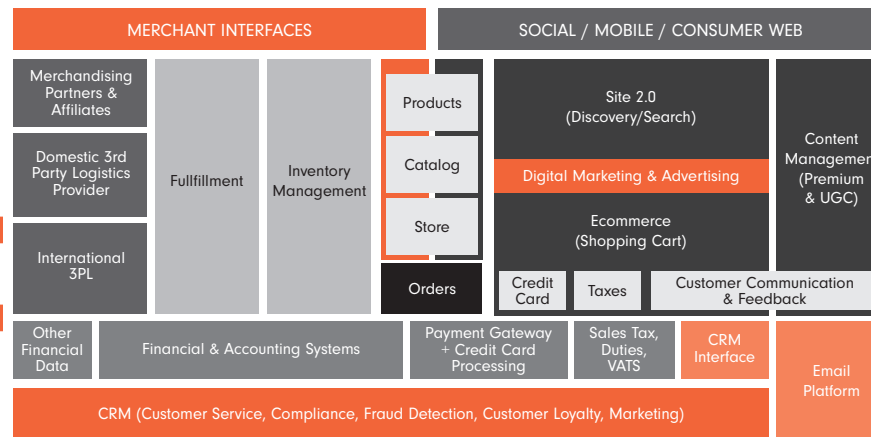 MERCHANT INTERFACES
SOCIAL / MOBILE / CONSUMER WEB
Merchandising
Partners &
Affiliates
Domestic 3rd
Party Logistics
Provider
International
3PL
Fullfillment
Inventory
Management
Products
Catalog
Store
Orders
Site 2.0
(Discovery/Search)
Digital Marketing & Advertising
Ecommerce
(Shopping Cart)
Content
Managemen
(Premium
& UGC)
Credit
Card
Taxes
Customer Communication
& Feedback
Other
Financial
Data
Financial & Accounting Systems
Payment Gateway
+ Credit Card
Processing
Sales Tax,
Duties,
VATS
CRM
Interface
Email
Platform
CRM (Customer Service, Compliance, Fraud Detection, Customer Loyalty, Marketing)